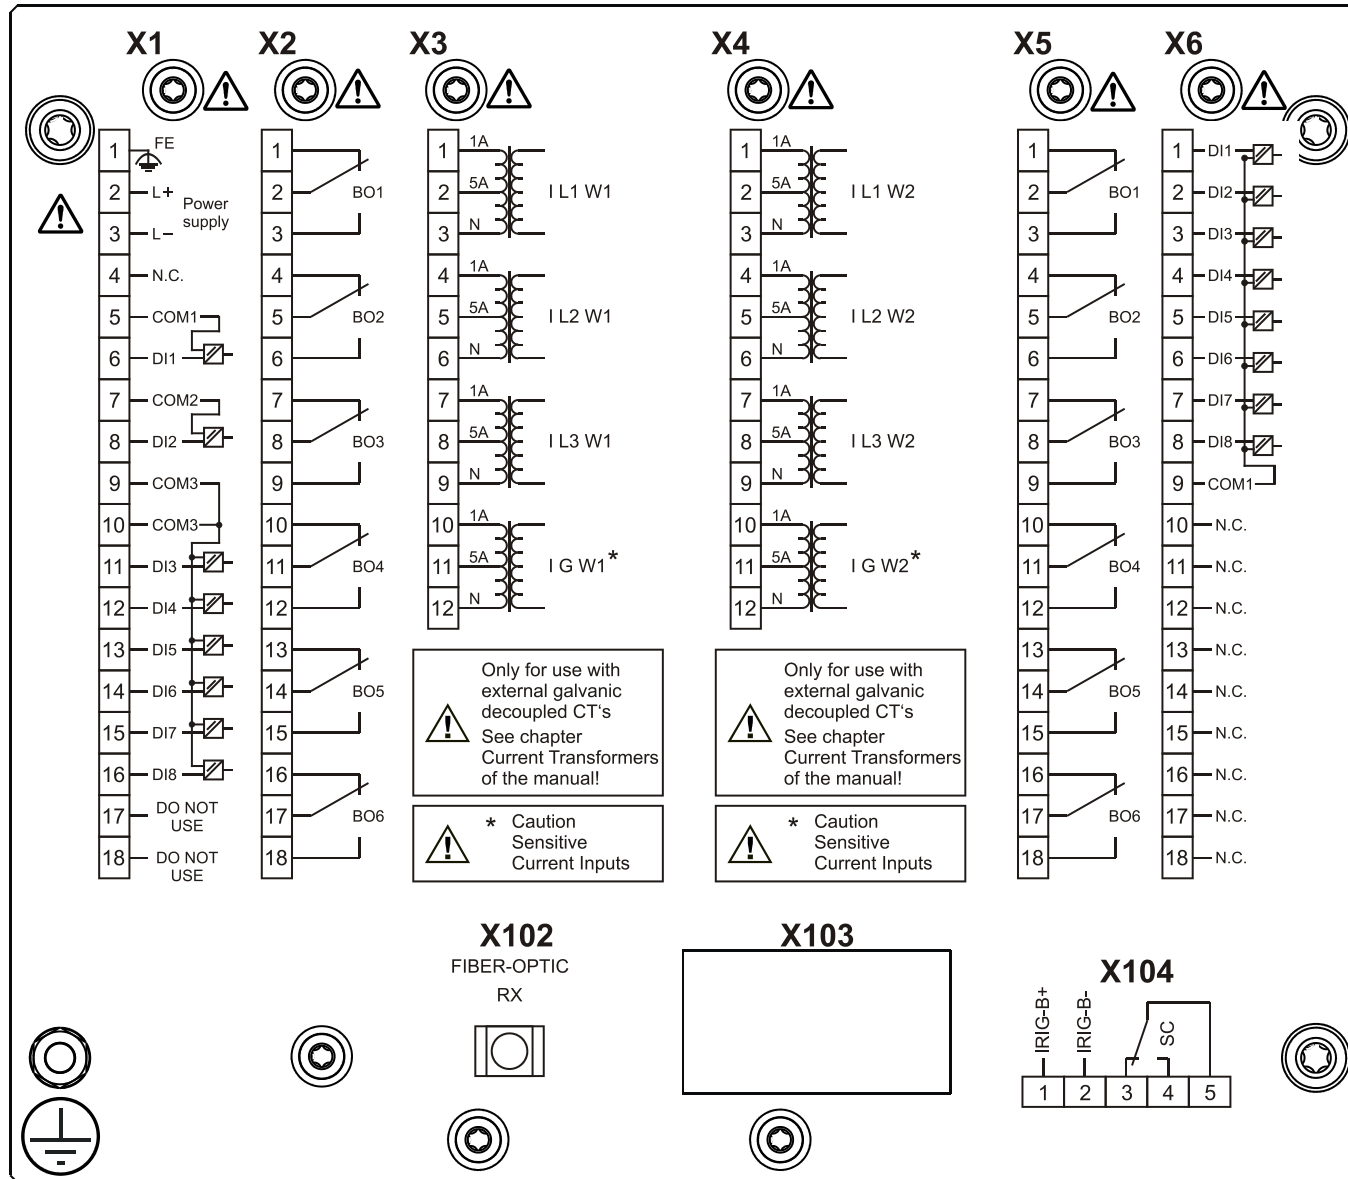 X1
1 FE
2 L+ Power
supply
3 L−
4 N.C.
5 COM1
6 DI1
7 COM2
8 DI2
9 COM3
10 COM3
11 DI3
12 DI4
13 DI5
14 DI6
15 DI7
16 DI8
17 DO NOT
USE
18 DO NOT
USE
X2
1
2 BO1
3
4
5 BO2
6
7
8 BO3
9
10
11 BO4
12
13
14 BO5
15
16
17 BO6
18
X3
1 1A
2 5A I L1 W1
3 N
4 1A
5 5A I L2 W1
6 N
7 1A
8 5A I L3 W1
9 N
10 1A
11 5A I G W1*
12 N
Only for use with
external galvanic
decoupled CT‘s
See chapter
Current Transformers
of the manual!
* Caution
Sensitive
Current Inputs
X4
1 1A
2 5A I L1 W2
3 N
4 1A
5 5A I L2 W2
6 N
7 1A
8 5A I L3 W2
9 N
10 1A
11 5A I G W2*
12 N
Only for use with
external galvanic
decoupled CT‘s
See chapter
Current Transformers
of the manual!
* Caution
Sensitive
Current Inputs
X5
1
2 BO1
3
4
5 BO2
6
7
8 BO3
9
10
11 BO4
12
13
14 BO5
15
16
17 BO6
18
X6
1 DI1
2 DI2
3 DI3
4 DI4
5 DI5
6 DI6
7 DI7
8 DI8
9 COM1
10 N.C.
11 N.C.
12 N.C.
13 N.C.
14 N.C.
15 N.C.
16 N.C.
17 N.C.
18 N.C.
X102
FIBER-OPTIC
RX
X103
X104
IRIG-B+
IRIG-B-
SC
1 2 3 4 5